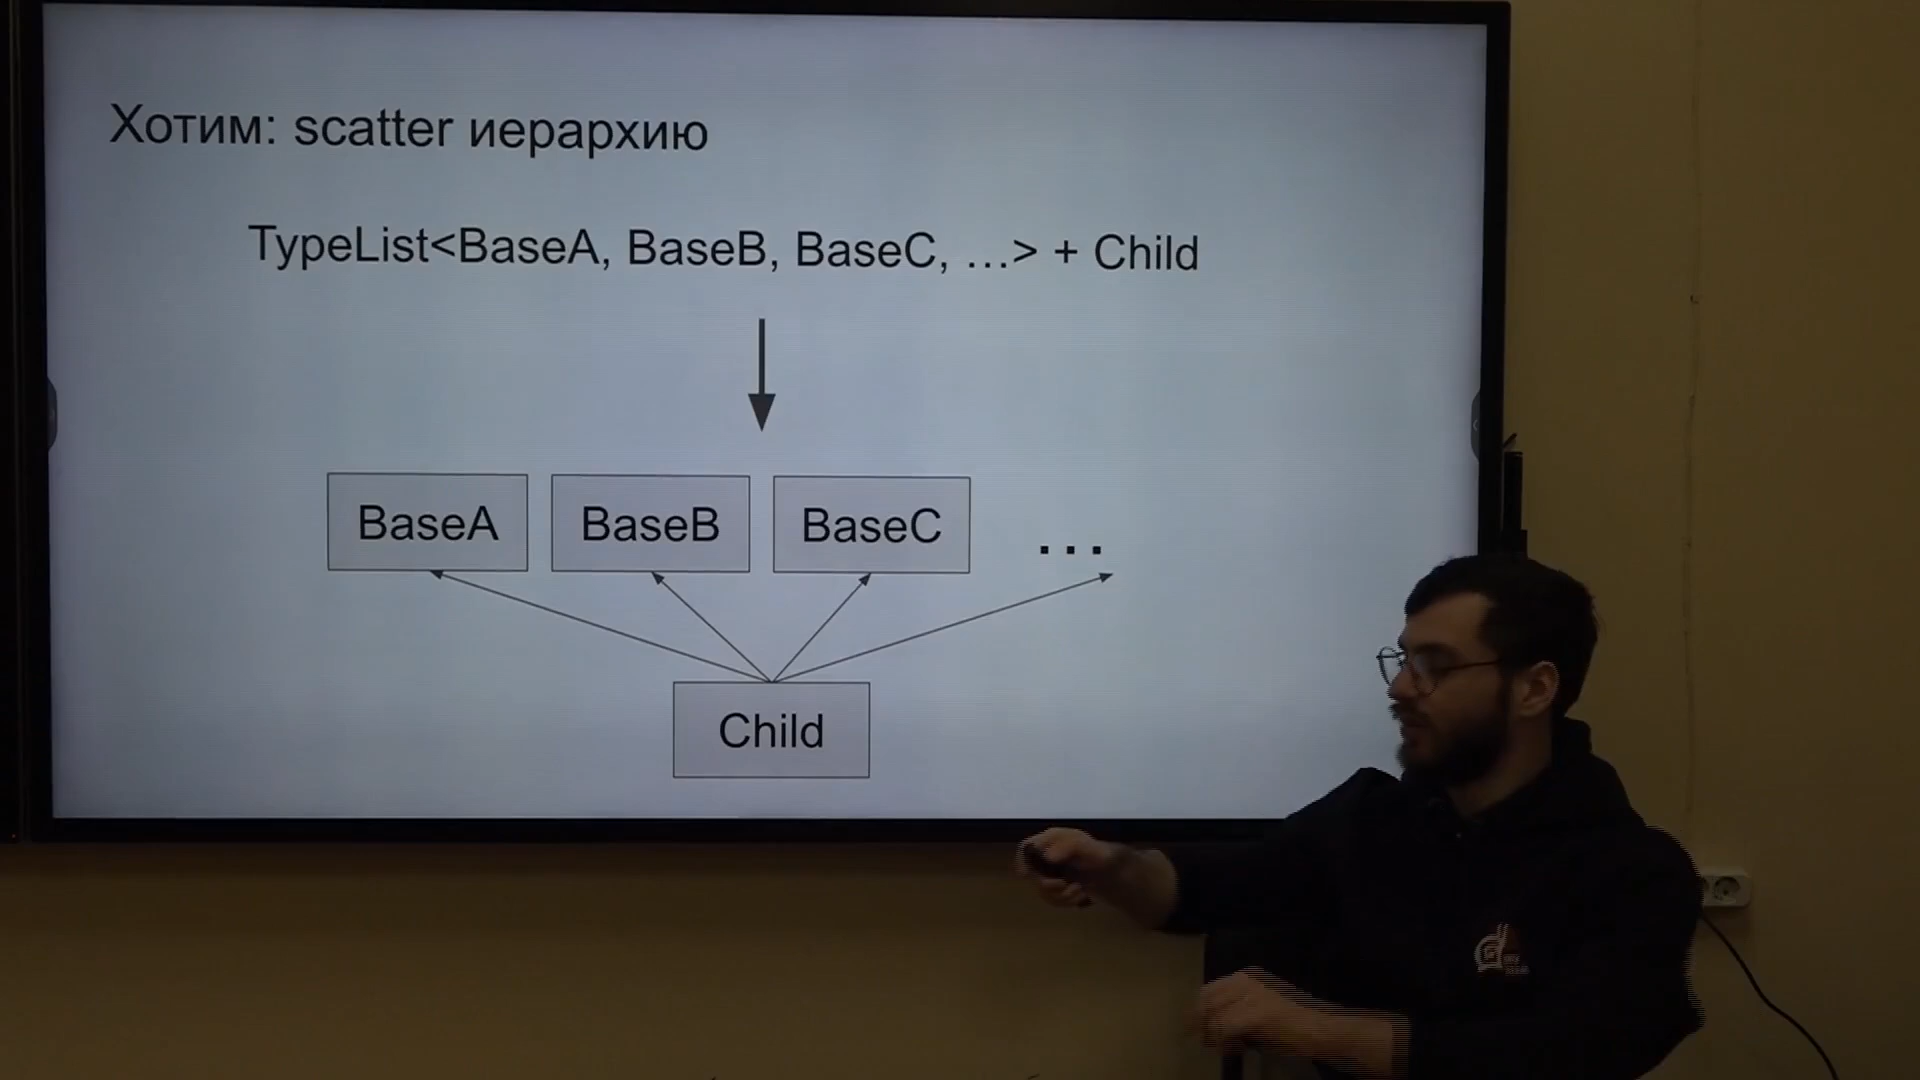 Хотим: scatter иерархию
TypeList<BaseA, BaseB, BaseC, …> + Child
BaseA BaseB BaseC ...
Child